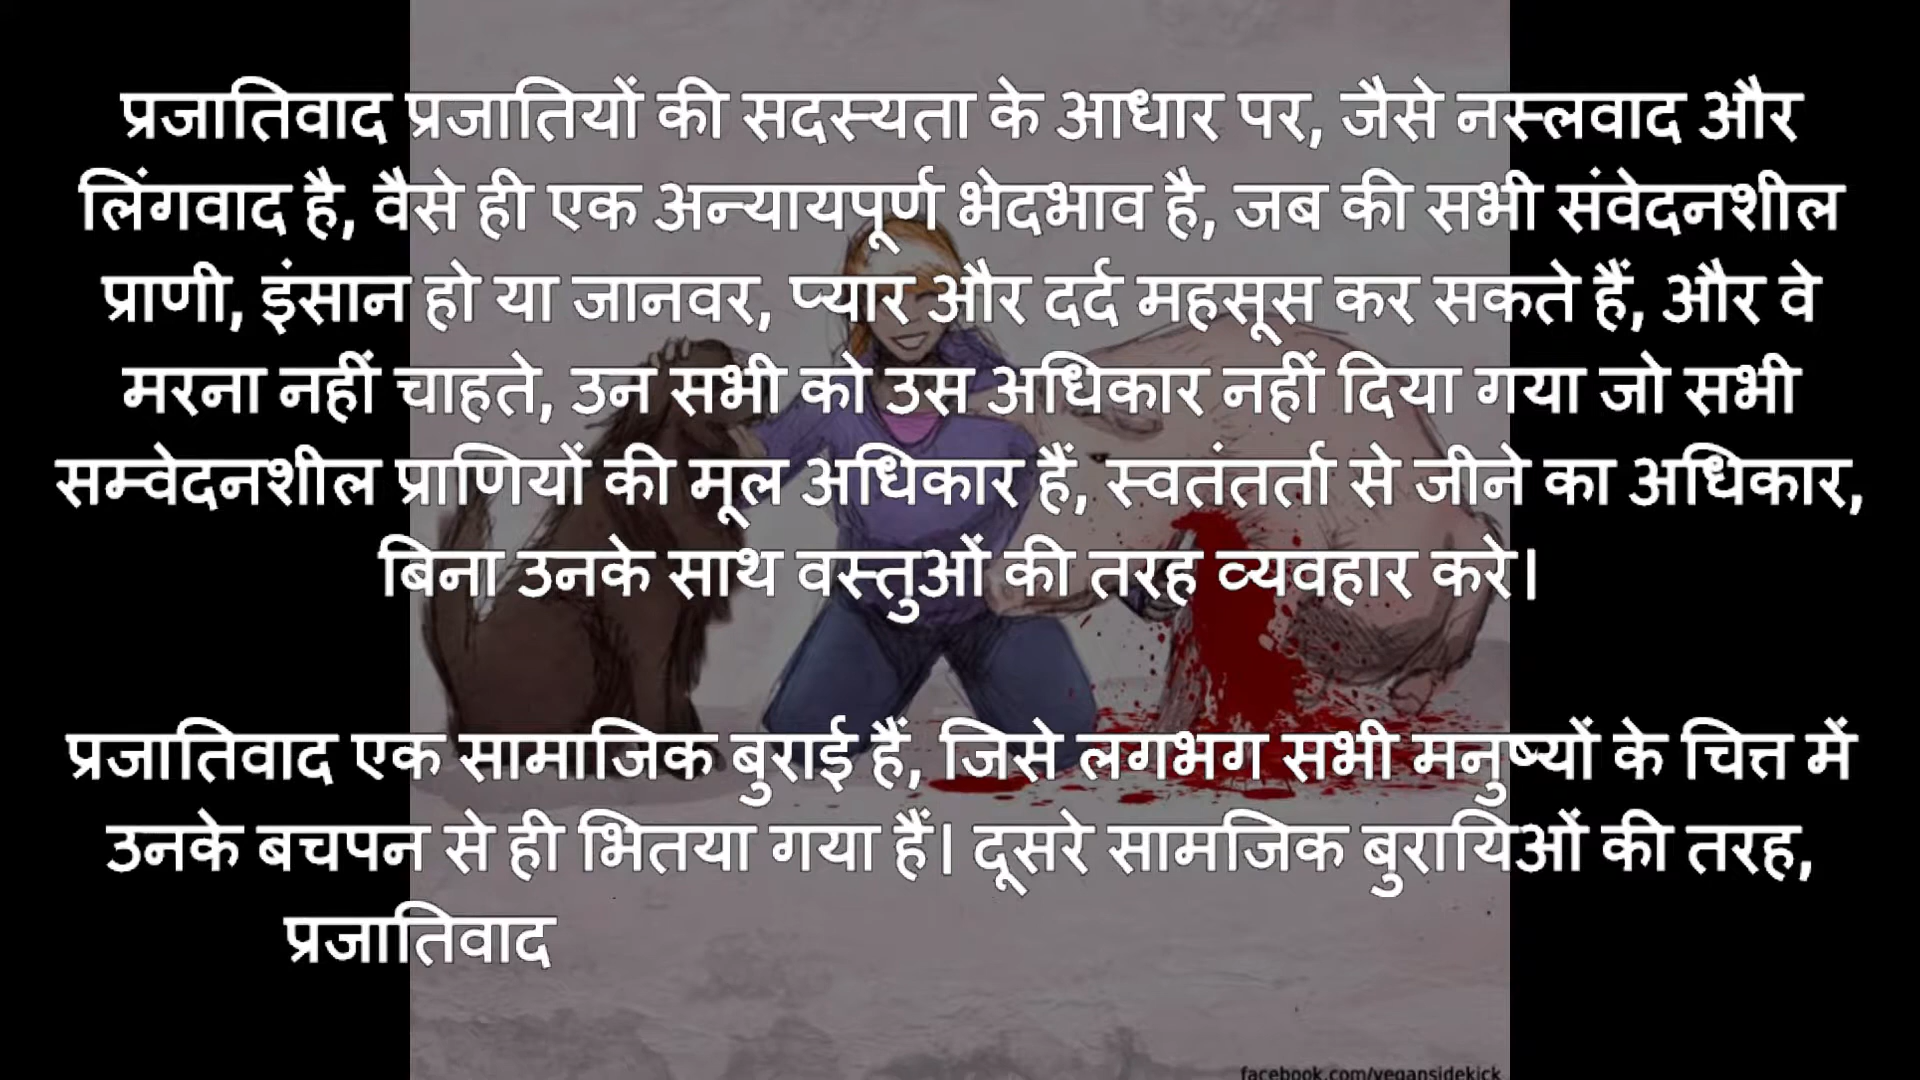 प्रजातिवाद प्रजातियों की सदस्यता के आधार पर, जैसे नस्लवाद और
लिंगवाद है, वैसे ही एक अन्यायपूर्ण भेदभाव है, जब की सभी संवेदनशील
प्राणी, इंसान हो या जानवर, प्यार और दर्द महसूस कर सकते हैं, और वे
मरना नहीं चाहते, उन सभी को उस अधिकार नहीं दिया गया जो सभी
सम्वेदनशील प्राणियों की मूल अधिकार हैं, स्वतंतर्ता से जीने का अधिकार,
बिना उनके साथ वस्तुओं की तरह व्यवहार करे।
प्रजातिवाद एक सामाजिक बुराई हैं, जिसे लगभग सभी मनुष्यों के चित्त में
उनके बचपन से ही भितया गया हैं। दूसरे सामजिक बुरायिओं की तरह,
प्रजातिवाद
facebook.com/vegansidekick